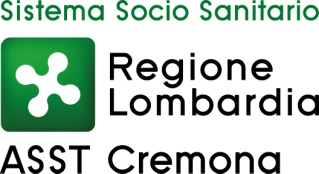 Sistema Socio Sanitario
Regione
Lombardia
ASST Cremona